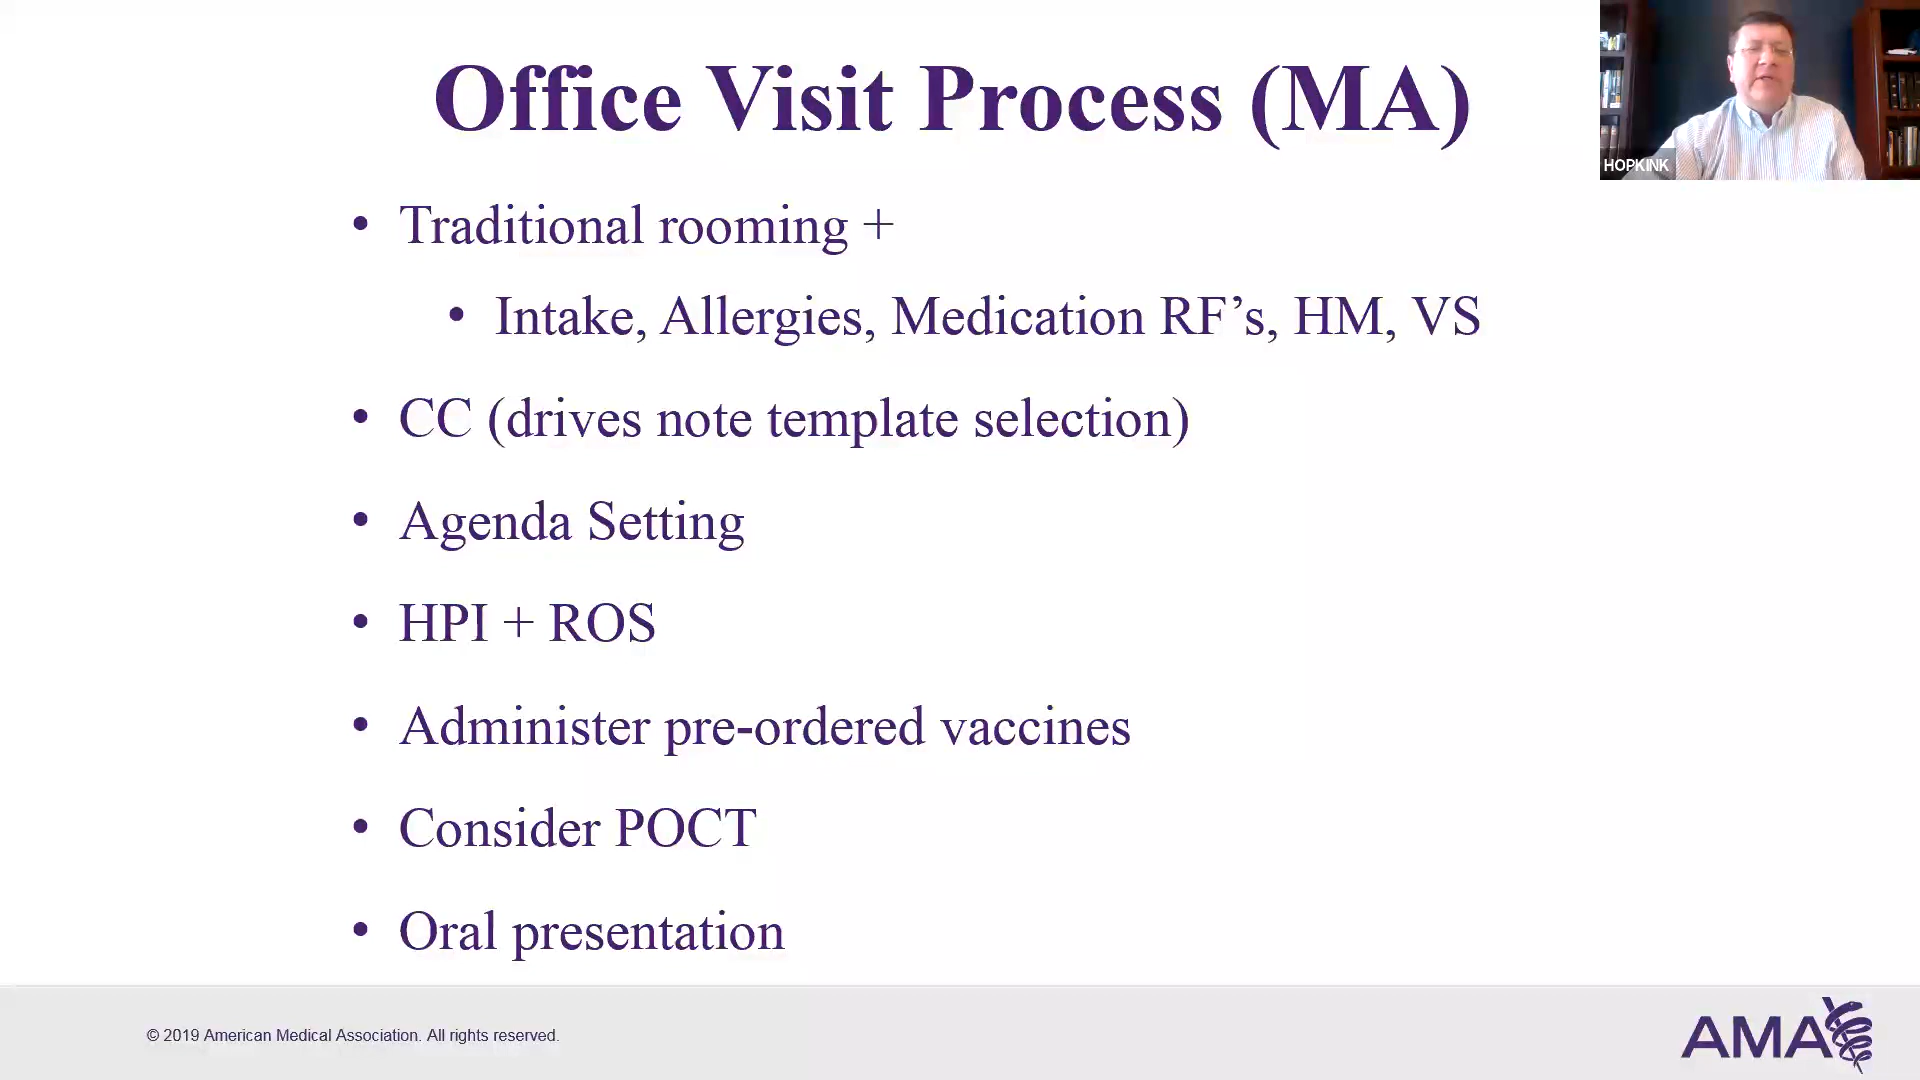 Office Visit Process (MA)
HOPKINK
• Traditional rooming +
• Intake, Allergies, Medication RF’s, HM, VS
• CC (drives note template selection)
• Agenda Setting
• HPI + ROS
• Administer pre-ordered vaccines
• Consider POCT
• Oral presentation
© 2019 American Medical Association. All rights reserved.
AMA